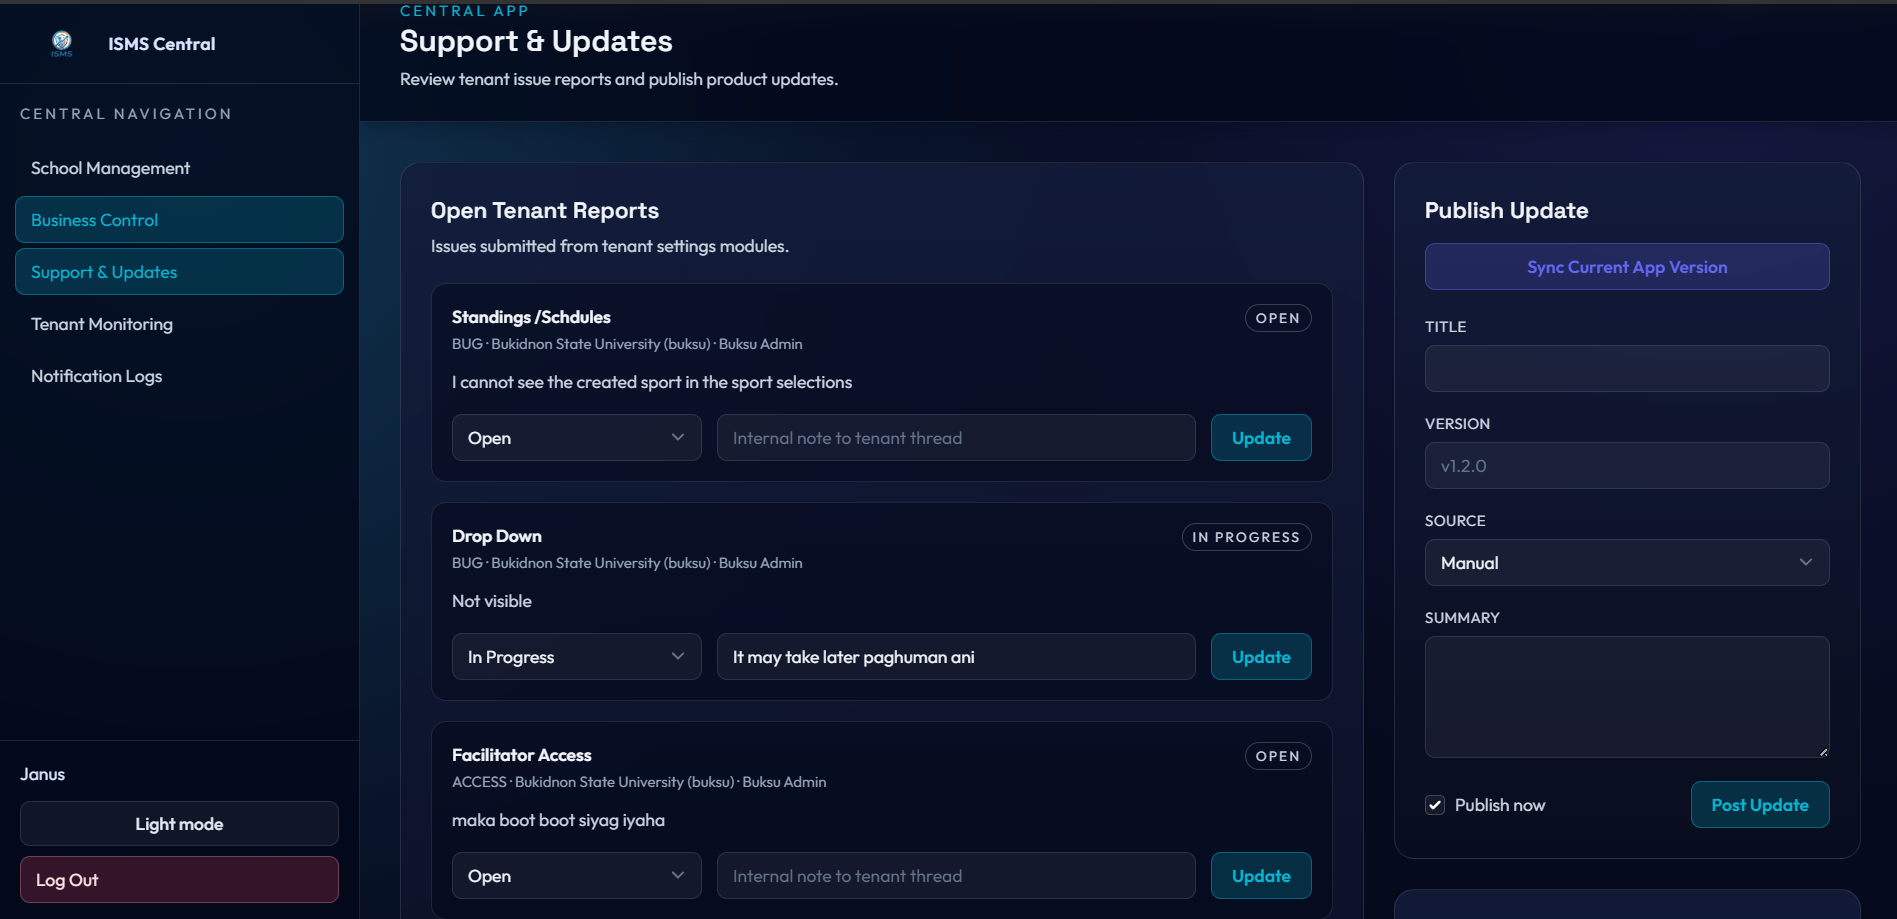 ISMS
ISMS Central
CENTRAL NAVIGATION
School Management
Business Control
Support & Updates
Tenant Monitoring
Notification Logs
Janus
Light mode
Log Out
CENTRAL APP
Support & Updates
Review tenant issue reports and publish product updates.
Open Tenant Reports
Issues submitted from tenant settings modules.
Standings /Schdules
OPEN
BUG · Bukidnon State University (buksu) · Buksu Admin
I cannot see the created sport in the sport selections
Open
Internal note to tenant thread
Update
Drop Down
IN PROGRESS
BUG · Bukidnon State University (buksu) · Buksu Admin
Not visible
In Progress
It may take later paghuman ani
Update
Facilitator Access
OPEN
ACCESS · Bukidnon State University (buksu) · Buksu Admin
maka boot boot siyag iyaha
Open
Internal note to tenant thread
Update
Publish Update
Sync Current App Version
TITLE
VERSION
v1.2.0
SOURCE
Manual
SUMMARY
Publish now
Post Update